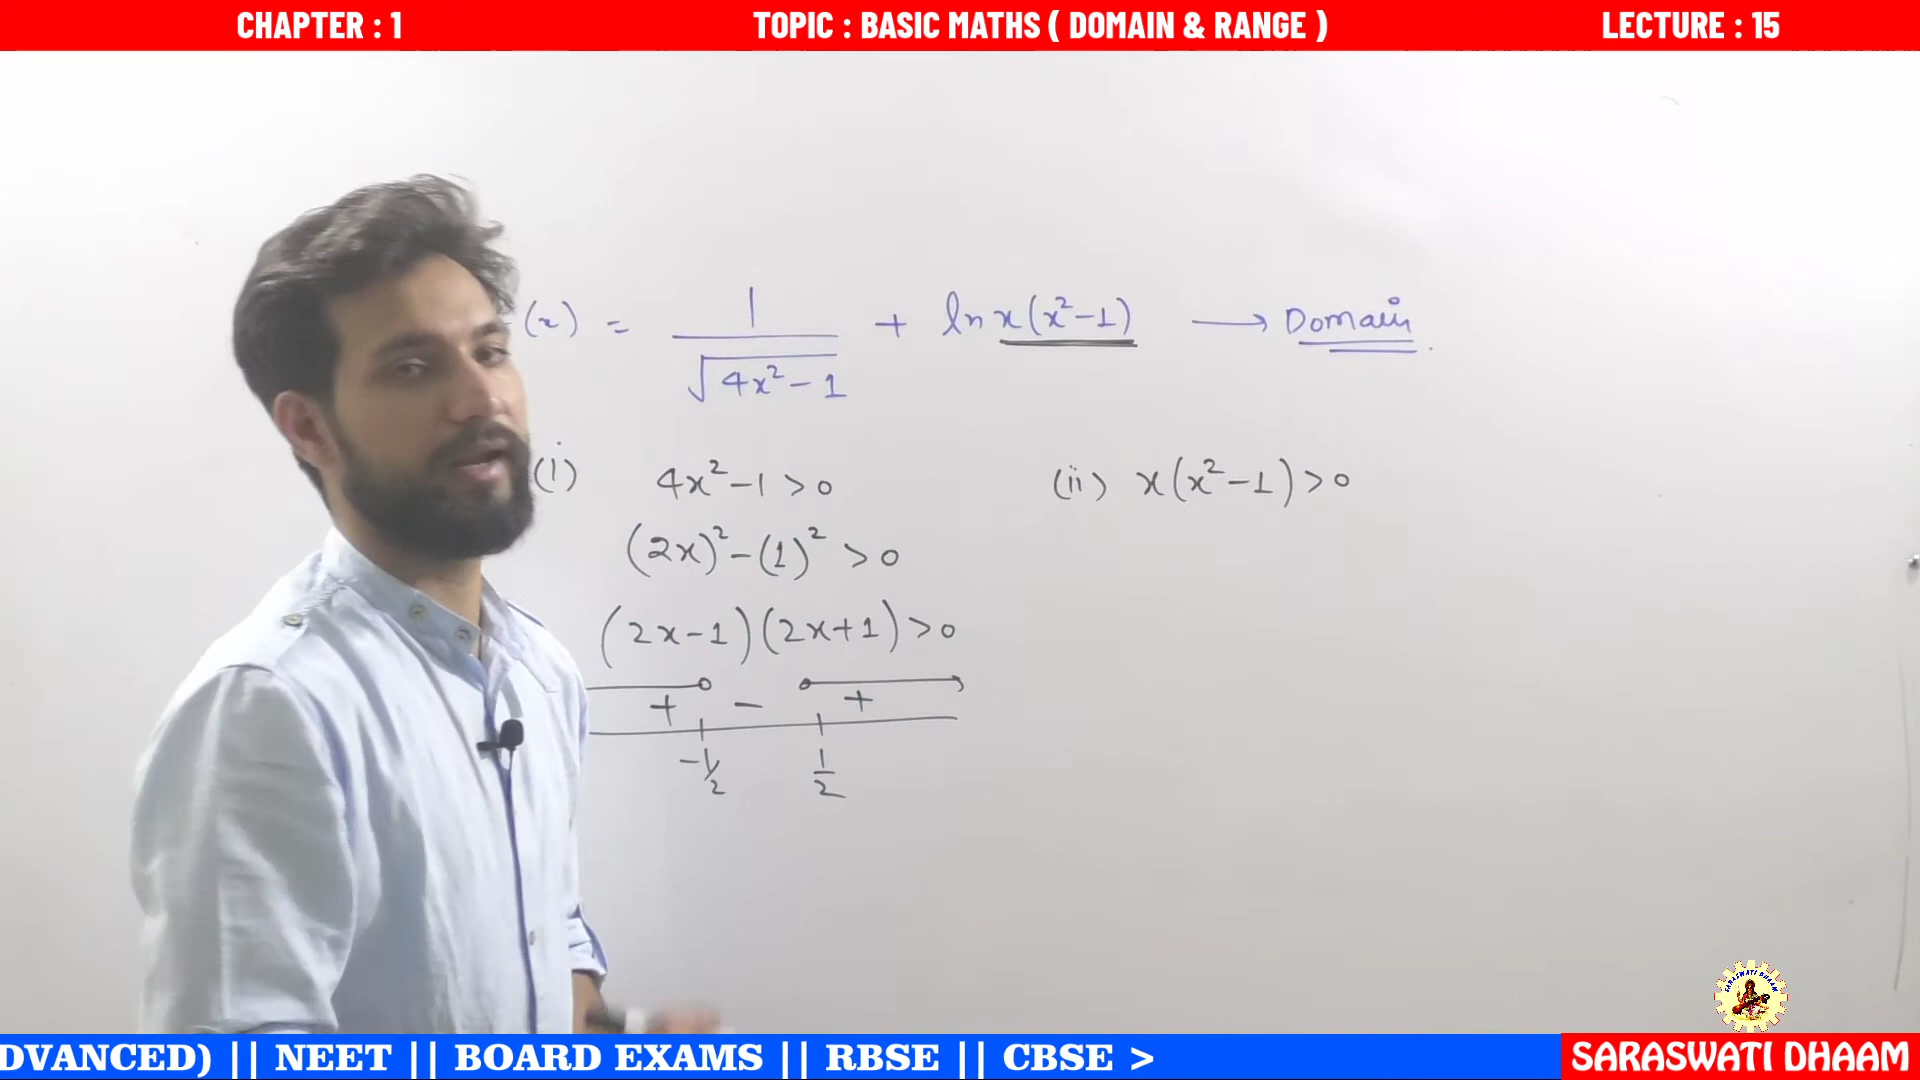 CHAPTER : 1 TOPIC : BASIC MATHS ( DOMAIN & RANGE ) LECTURE : 15
(x) = 1/√(4x²-1) + ln x(x²-1) → Domain
(i) 4x²-1>0 (ii) x(x²-1)>0
(2x)²-(1)²>0
(2x-1)(2x+1)>0
+ - +
-1/2 1/2
SARASWATI DHAAM
DVANCED) || NEET || BOARD EXAMS || RBSE || CBSE > SARASWATI DHAAM